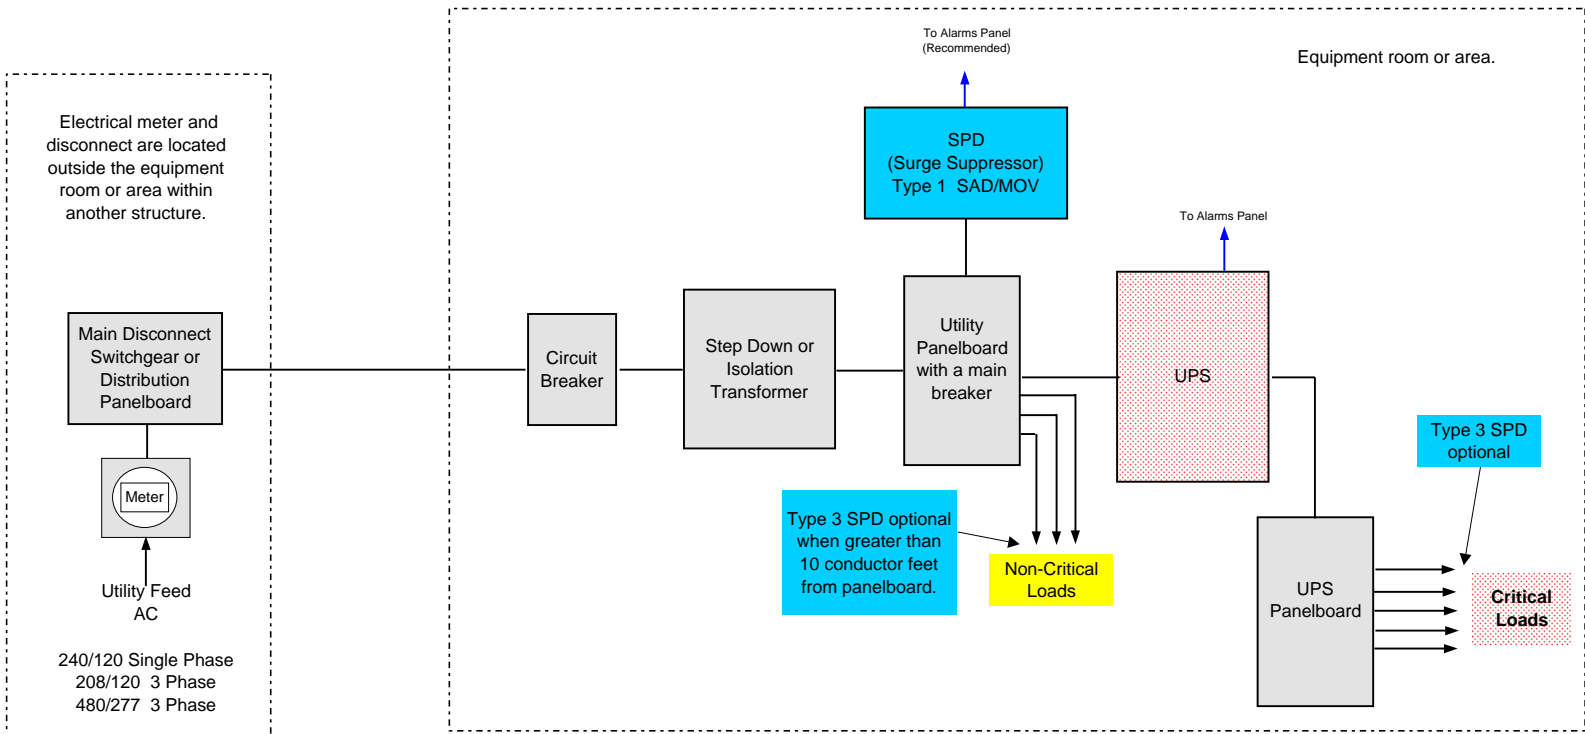 To Alarms Panel
(Recommended)
Equipment room or area.
Electrical meter and
disconnect are located
outside the equipment
room or area within
another structure.
SPD
(Surge Suppressor)
Type 1 SAD/MOV
To Alarms Panel
Main Disconnect
Switchgear or
Distribution
Panelboard
Circuit
Breaker
Step Down or
Isolation
Transformer
Utility
Panelboard
with a main
breaker
UPS
Type 3 SPD
optional
Meter
Type 3 SPD optional
when greater than
10 conductor feet
from panelboard.
Non-Critical
Loads
UPS
Panelboard
Critical
Loads
Utility Feed
AC
240/120 Single Phase
208/120 3 Phase
480/277 3 Phase